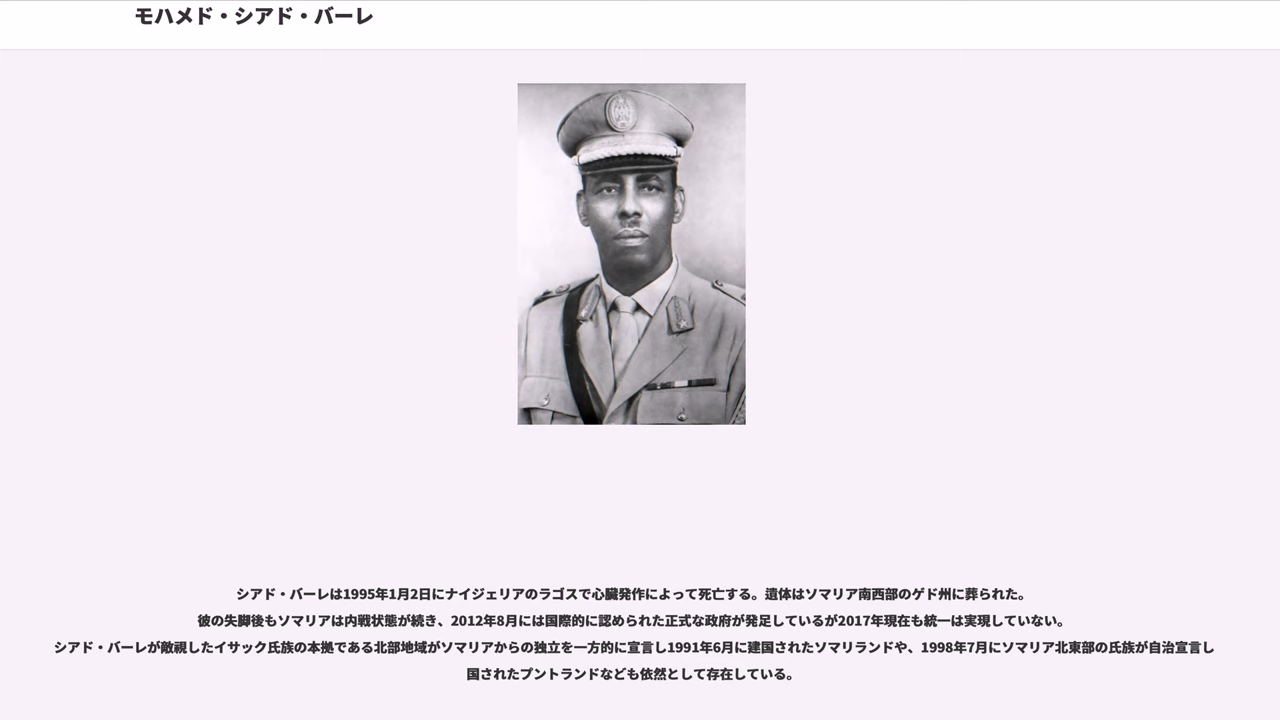 モハメド・シアド・バーレ
シアド・バーレは1995年1月2日にナイジェリアのラゴスで心臓発作によって死亡する。遺体はソマリア南西部のゲド州に葬られた。
彼の失脚後もソマリアは内戦状態が続き、2012年8月には国際的に認められた正式な政府が発足しているが2017年現在も統一は実現していない。
シアド・バーレが敵視したイサック氏族の本拠である北部地域がソマリアからの独立を一方的に宣言し1991年6月に建国されたソマリランドや、1998年7月にソマリア北東部の氏族が自治宣言し
国されたプントランドなども依然として存在している。